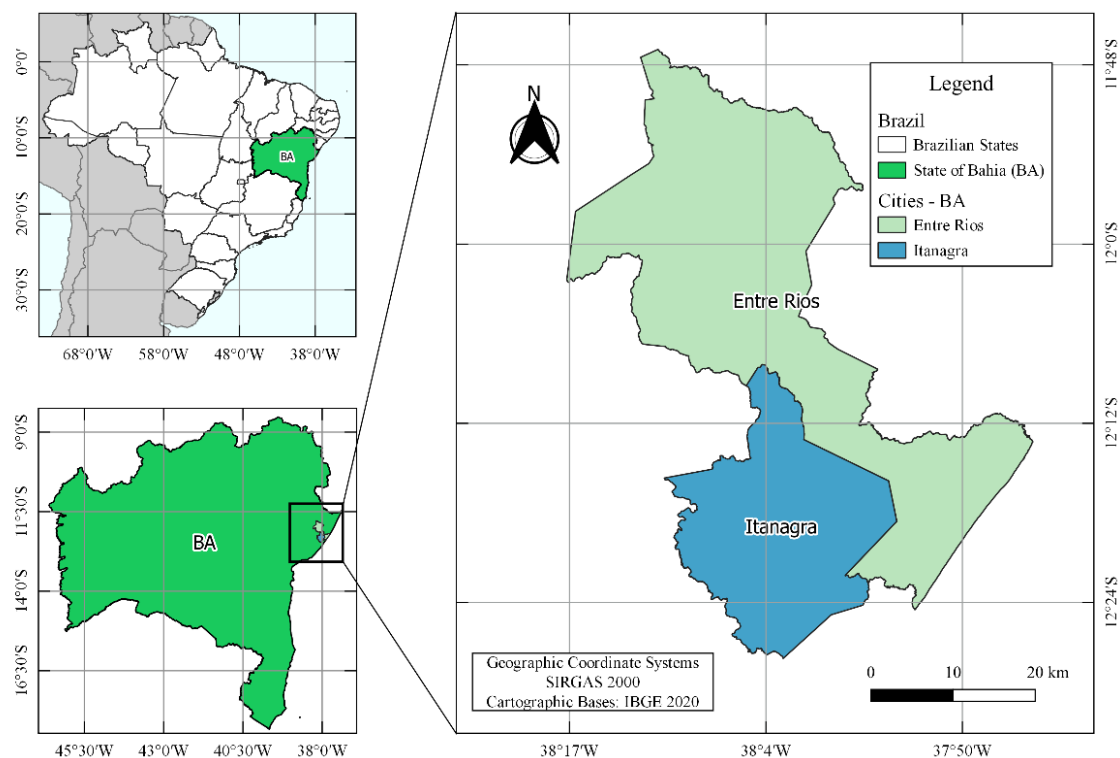 0°0'
10°0'S
20°0'S
30°0'S
68°0'W
58°0'W
48°0'W
38°0'W
BA
9°0'S
11°30'S
14°0'S
16°30'S
45°30'W
43°0'W
40°30'W
38°0'W
BA
N
Entre Rios
Itanagra
Legend
Brazil
Brazilian States
State of Bahia (BA)
Cities - BA
Entre Rios
Itanagra
11°48'S
12°0'S
12°12'S
12°24'S
Geographic Coordinate Systems
SIRGAS 2000
Cartographic Bases: IBGE 2020
0 10 20 km
38°17'W
38°4'W
37°50'W